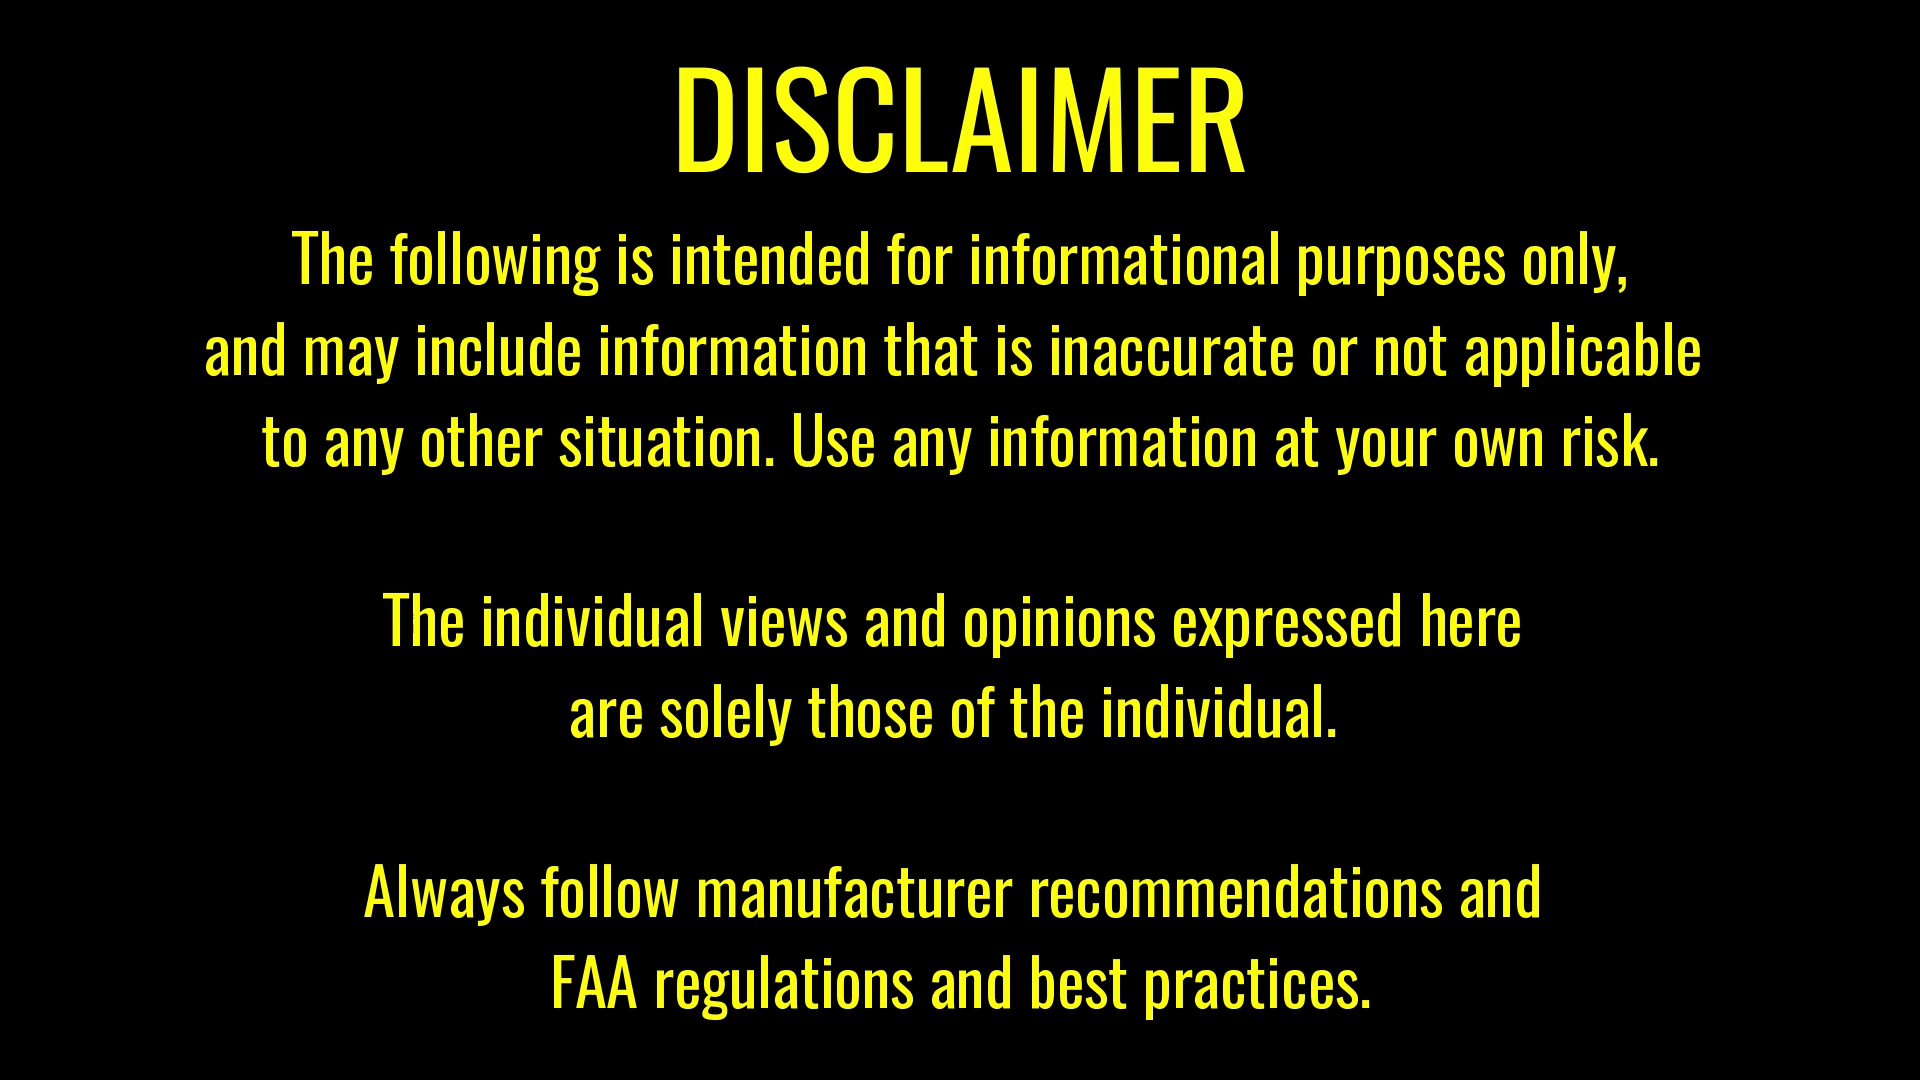 DISCLAIMER
The following is intended for informational purposes only,
and may include information that is inaccurate or not applicable
to any other situation. Use any information at your own risk.
The individual views and opinions expressed here
are solely those of the individual.
Always follow manufacturer recommendations and
FAA regulations and best practices.